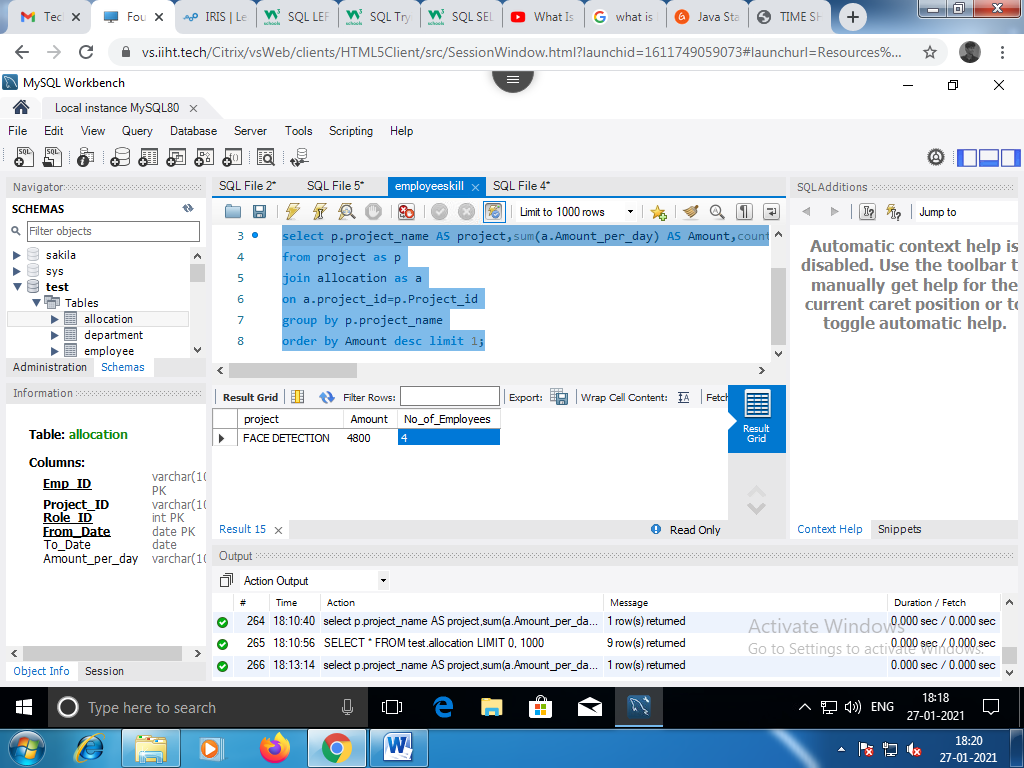 Tec
Fou
IRIS | Le
SQL LEF
SQL Try
SQL SEL
What Is
what is
Java Sta
TIME SH
vs.iiht.tech/Citrix/vsWeb/clients/HTML5Client/src/SessionWindow.html?launchid=1611749059073#launchurl=Resources%...
MySQL Workbench
Local instance MySQL80
File Edit View Query Database Server Tools Scripting Help
Navigator
SCHEMAS
Filter objects
sakila
sys
test
Tables
allocation
department
employee
Administration Schemas
Information
Table: allocation
Columns:
Emp_ID varchar(10
PK
Project_ID varchar(10
Role_ID int PK
From_Date date PK
To_Date date
Amount_per_day varchar(10
Object Info Session
SQL File 2* SQL File 5* employeeskill SQL File 4*
Limit to 1000 rows
3 select p.project_name AS project,sum(a.Amount_per_day) AS Amount,count
4 from project as p
5 join allocation as a
6 on a.project_id=p.Project_id
7 group by p.project_name
8 order by Amount desc limit 1;
Result Grid Filter Rows: Export: Wrap Cell Content: Fetch
project Amount No_of_Employees
FACE DETECTION 4800 4
Result Grid
Result 15 Read Only
SQLAdditions
Jump to
Automatic context help is
disabled. Use the toolbar t
manually get help for the
current caret position or to
toggle automatic help.
Context Help Snippets
Output
Action Output
# Time Action Message Duration / Fetch
264 18:10:40 select p.project_name AS project,sum(a.Amount_per_da... 1 row(s) returned 0.000 sec / 0.000 sec
265 18:10:56 SELECT * FROM test.allocation LIMIT 0, 1000 9 row(s) returned 0.000 sec / 0.000 sec
266 18:13:14 select p.project_name AS project,sum(a.Amount_per_da... 1 row(s) returned 0.000 sec / 0.000 sec
Activate Windows
Go to Settings to activate Windows.
Type here to search
ENG
18:18
27-01-2021
18:20
27-01-2021